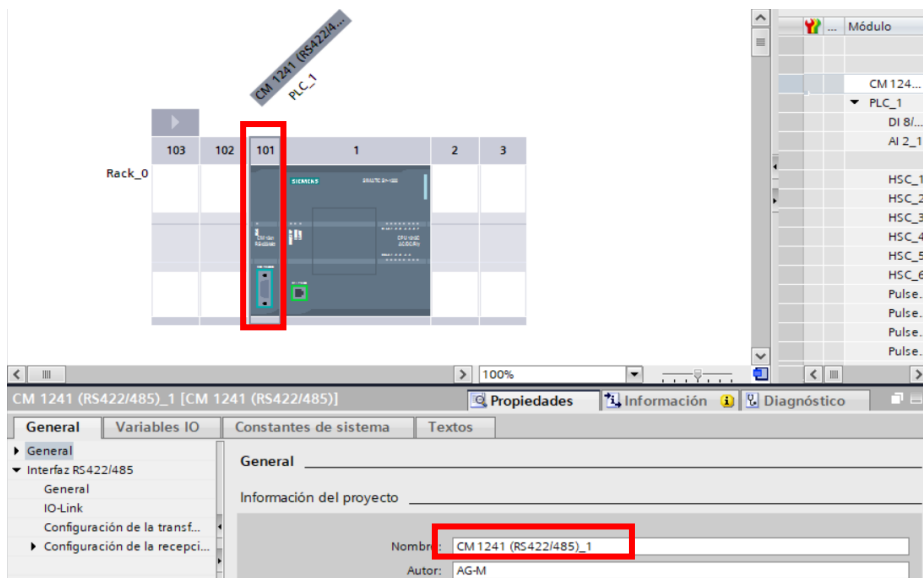 CM 1241 (RS422/4...
PLC_1
... Módulo
CM 124...
PLC_1
DI 8/...
AI 2_1
HSC_1
HSC_2
HSC_3
HSC_4
HSC_5
HSC_6
Pulse.
Pulse.
Pulse.
Pulse.
103 102 101 1 2 3
Rack_0
SIEMENS
100%
CM 1241 (RS422/485)_1 [CM 1241 (RS422/485)]
Propiedades Información Diagnóstico
General Variables IO Constantes de sistema Textos
General
Interfaz RS422/485
General
IO-Link
Configuración de la transf...
Configuración de la recepci...
General
Información del proyecto
Nombre: CM 1241 (RS422/485)_1
Autor: AG-M